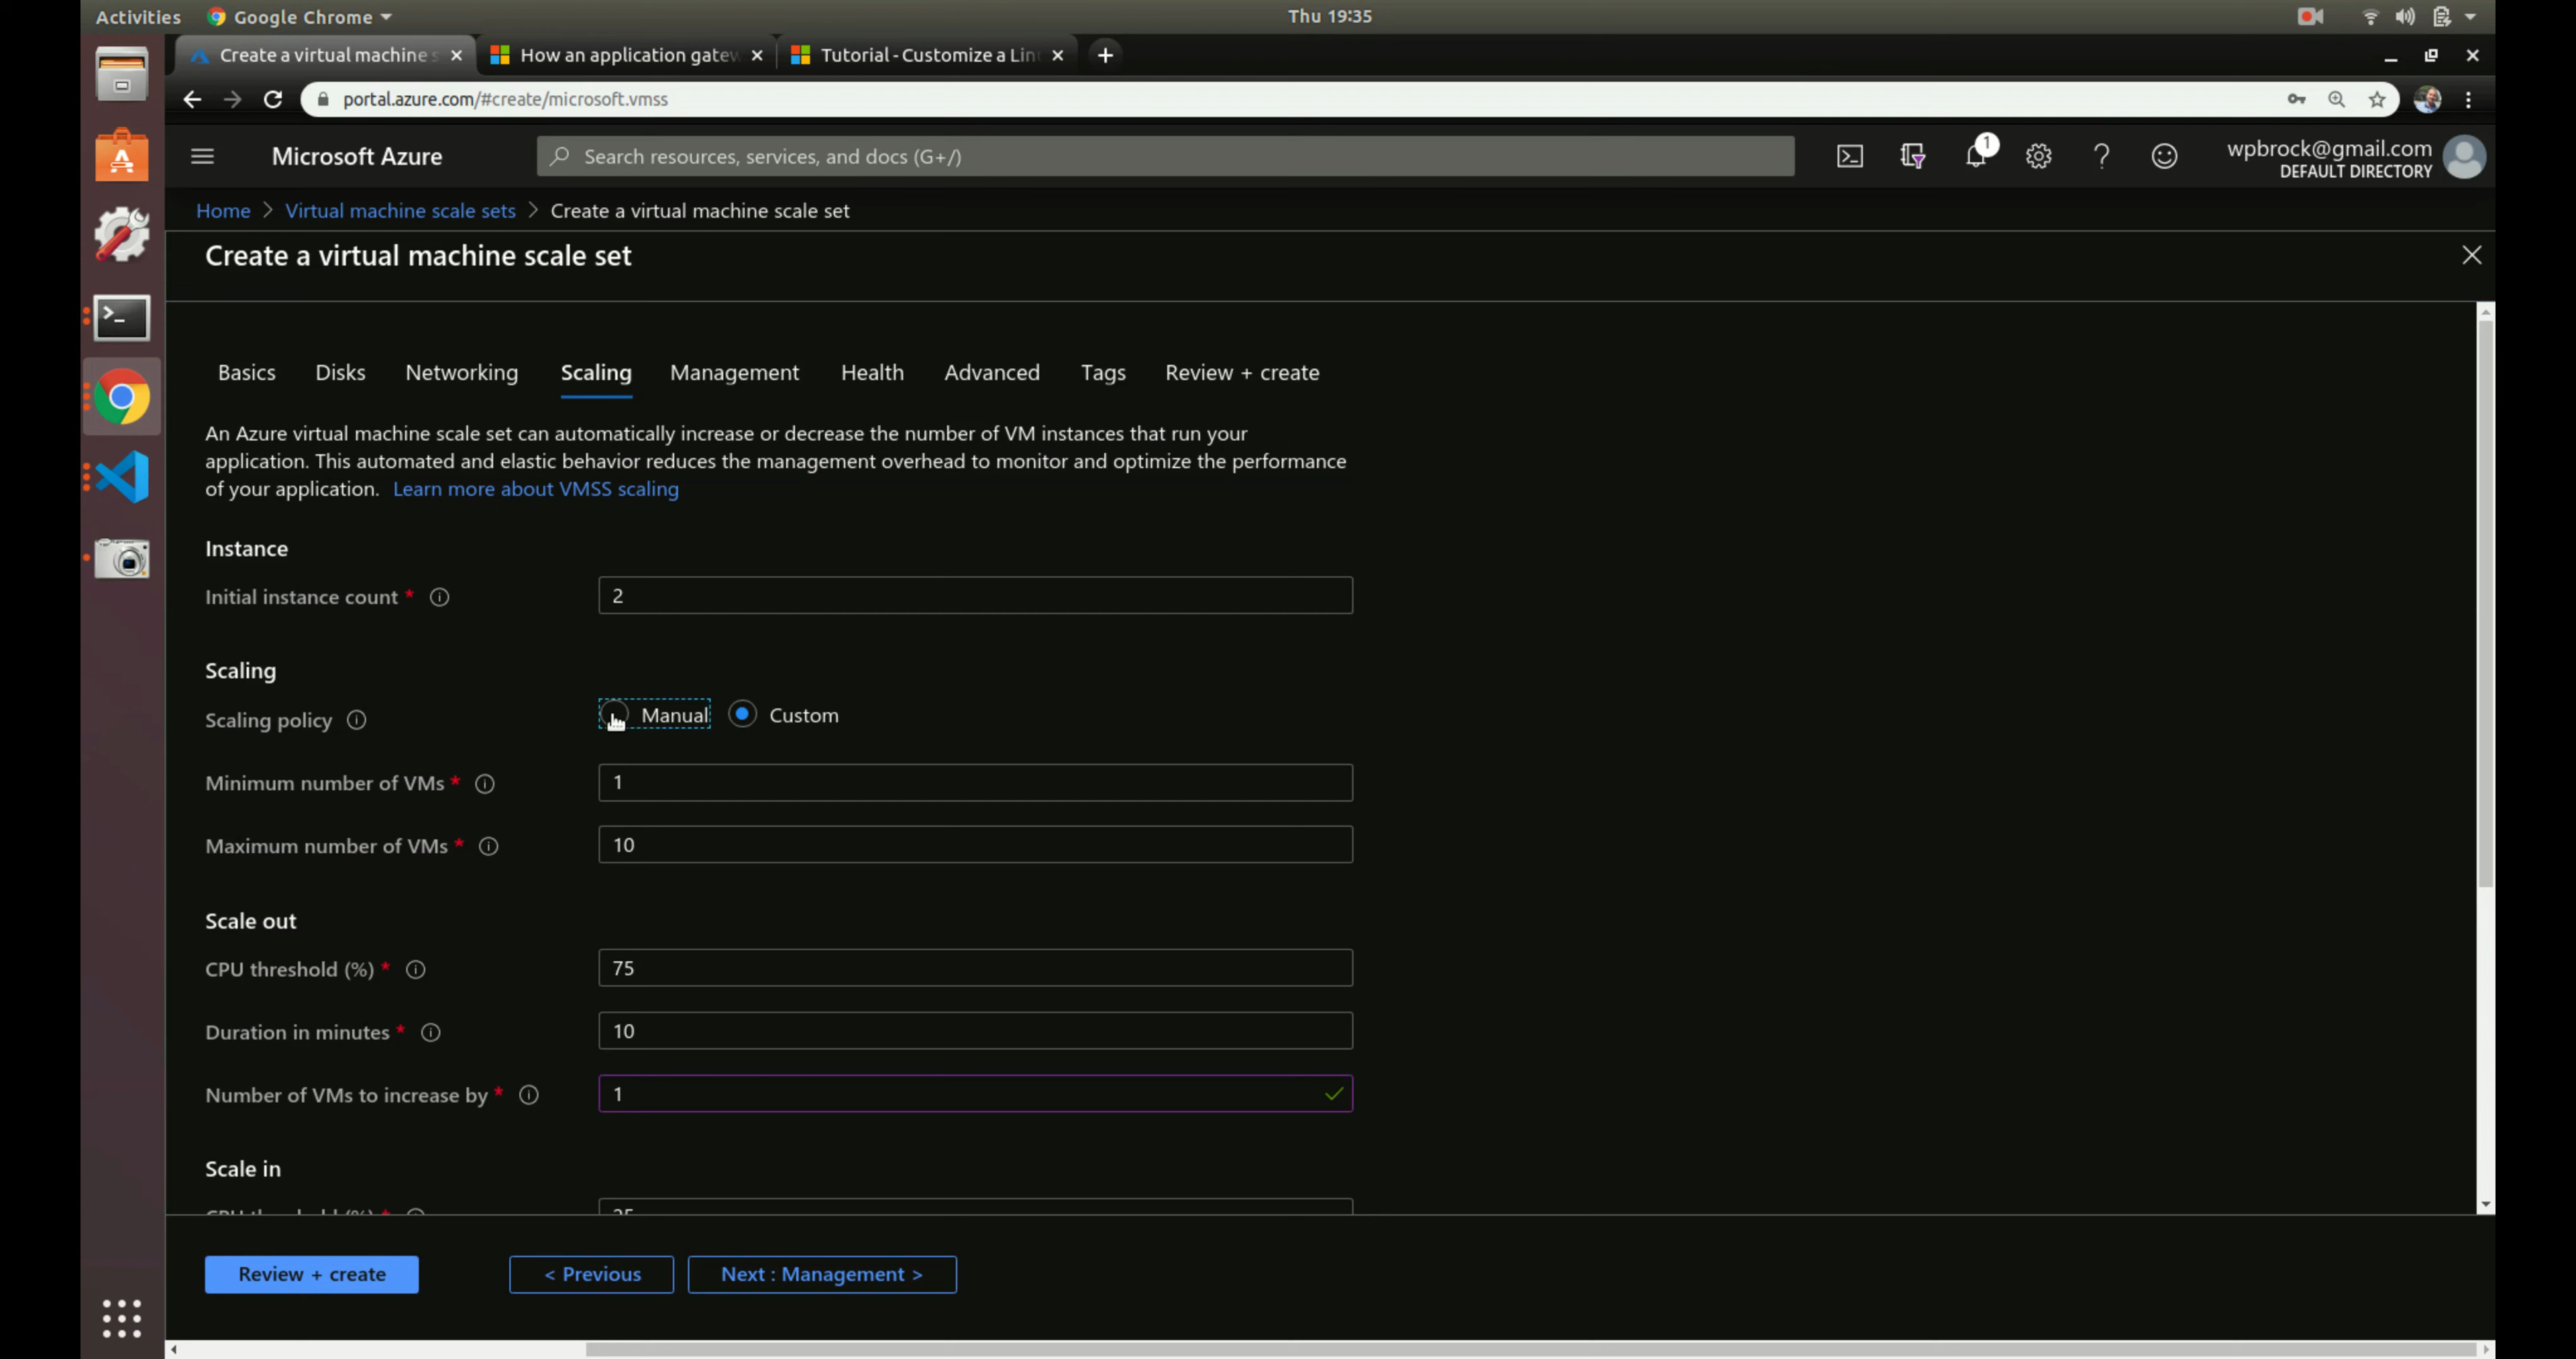 Activities Google Chrome Thu 19:35
Create a virtual machine s How an application gatew Tutorial - Customize a Lin
portal.azure.com/#create/microsoft.vmss
Microsoft Azure Search resources, services, and docs (G+/) 1 wpbrock@gmail.com
DEFAULT DIRECTORY
Home > Virtual machine scale sets > Create a virtual machine scale set
Create a virtual machine scale set
Basics Disks Networking Scaling Management Health Advanced Tags Review + create
An Azure virtual machine scale set can automatically increase or decrease the number of VM instances that run your
application. This automated and elastic behavior reduces the management overhead to monitor and optimize the performance
of your application. Learn more about VMSS scaling
Instance
Initial instance count * 2
Scaling
Scaling policy Manual Custom
Minimum number of VMs * 1
Maximum number of VMs * 10
Scale out
CPU threshold (%) * 75
Duration in minutes * 10
Number of VMs to increase by * 1
Scale in
CPU threshold (%) * 25
Review + create < Previous Next : Management >